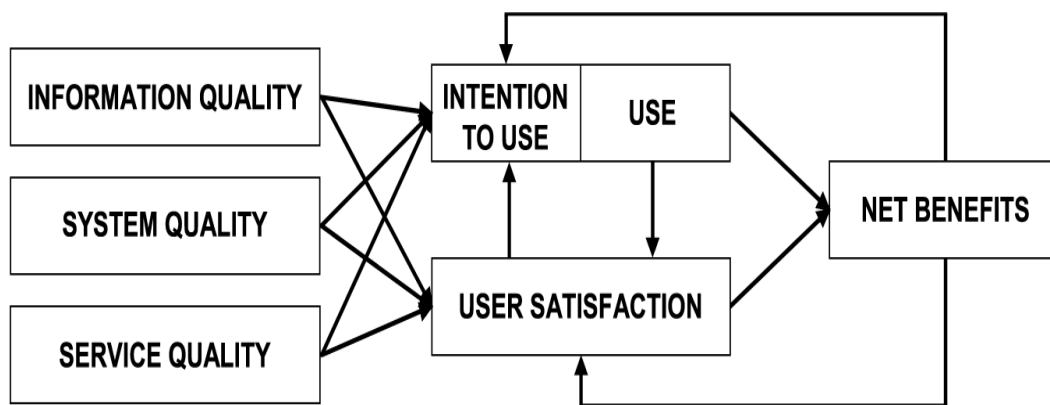 INFORMATION QUALITY
SYSTEM QUALITY
SERVICE QUALITY
INTENTION
TO USE
USE
USER SATISFACTION
NET BENEFITS